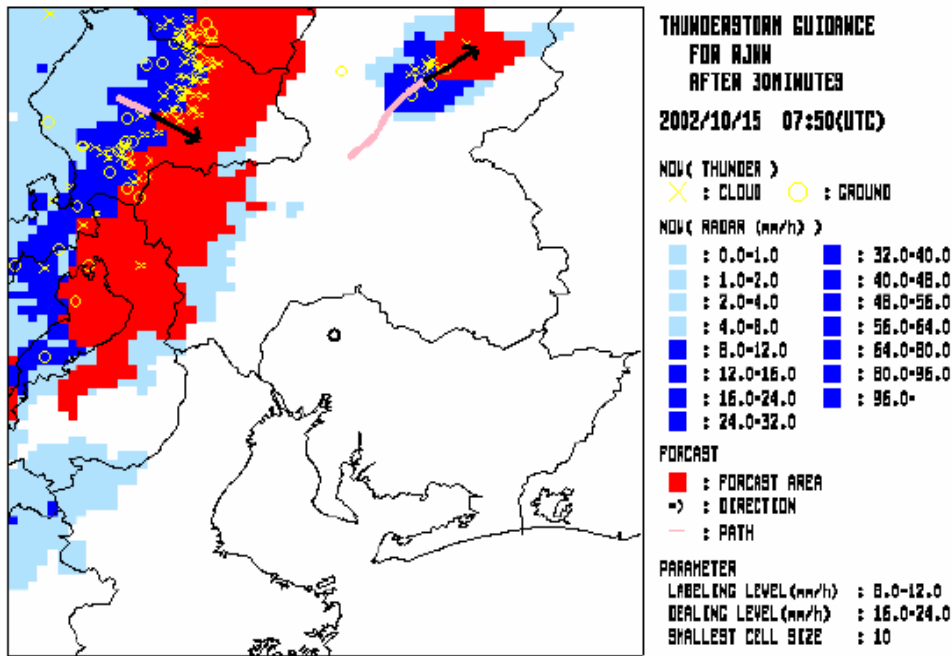 THUNDERSTORM GUIDANCE
FOR RJNN
AFTER 30MINUTES
2002/10/15 07:50(UTC)
NOW( THUNDER )
× : CLOUD ○ : GROUND
NOW( RADAR (mm/h) )
: 0.0-1.0 : 32.0-40.0
: 1.0-2.0 : 40.0-48.0
: 2.0-4.0 : 48.0-56.0
: 4.0-8.0 : 56.0-64.0
: 8.0-12.0 : 64.0-80.0
: 12.0-16.0 : 80.0-96.0
: 16.0-24.0 : 96.0-
: 24.0-32.0
FORCAST
: FORCAST AREA
: DIRECTION
: PATH
PARAMETER
LABELING LEVEL(mm/h) : 8.0-12.0
DEALING LEVEL(mm/h) : 16.0-24.0
SMALLEST CELL SIZE : 10